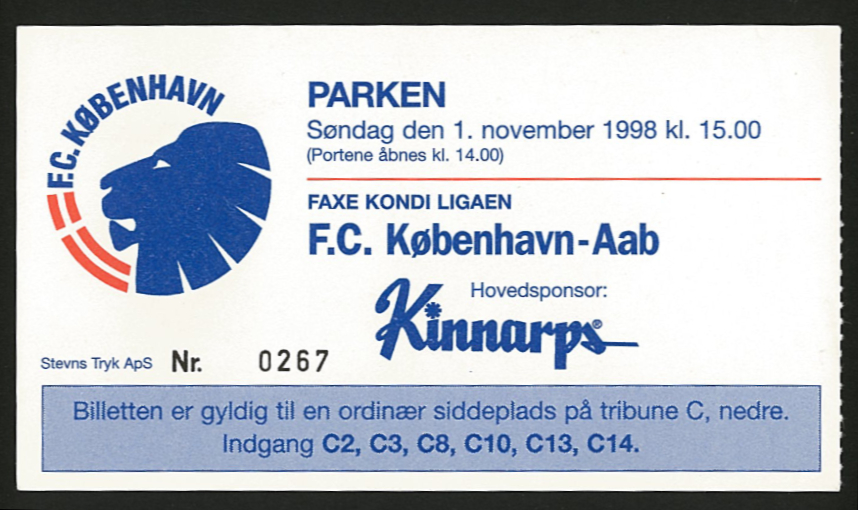 F.C. KØBENHAVN
PARKEN
Søndag den 1. november 1998 kl. 15.00
(Portene åbnes kl. 14.00)
FAXE KONDI LIGAEN
F.C. København-Aab
Hovedsponsor:
Kinnarps®
Stevns Tryk ApS Nr. 0267
Billetten er gyldig til en ordinær siddeplads på tribune C, nedre.
Indgang C2, C3, C8, C10, C13, C14.